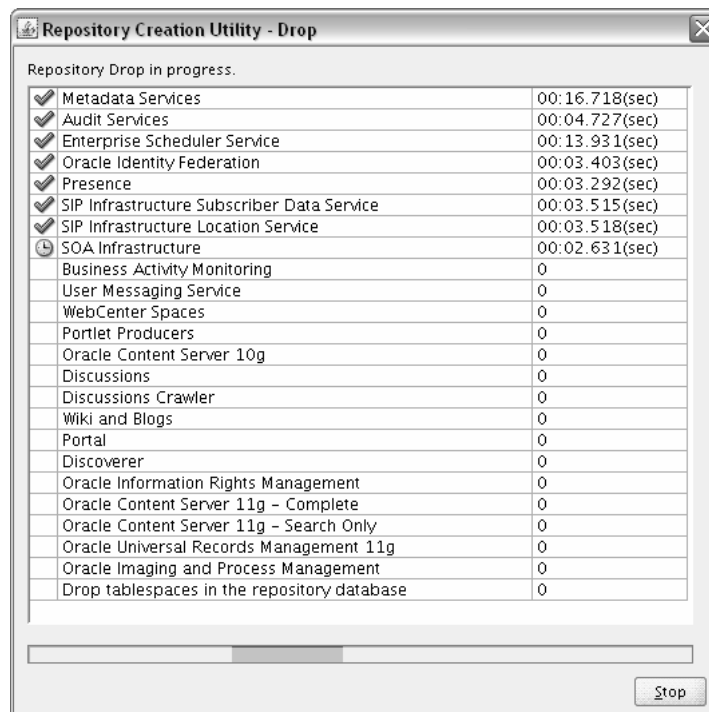 Repository Creation Utility - Drop
Repository Drop in progress.
Metadata Services 00:16.718(sec)
Audit Services 00:04.727(sec)
Enterprise Scheduler Service 00:13.931(sec)
Oracle Identity Federation 00:03.403(sec)
Presence 00:03.292(sec)
SIP Infrastructure Subscriber Data Service 00:03.515(sec)
SIP Infrastructure Location Service 00:03.518(sec)
SOA Infrastructure 00:02.631(sec)
Business Activity Monitoring 0
User Messaging Service 0
WebCenter Spaces 0
Portlet Producers 0
Oracle Content Server 10g 0
Discussions 0
Discussions Crawler 0
Wiki and Blogs 0
Portal 0
Discoverer 0
Oracle Information Rights Management 0
Oracle Content Server 11g - Complete 0
Oracle Content Server 11g - Search Only 0
Oracle Universal Records Management 11g 0
Oracle Imaging and Process Management 0
Drop tablespaces in the repository database 0
Stop